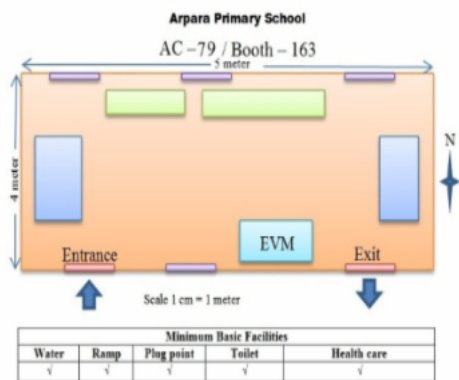 Arpara Primary School
AC – 79 / Booth – 163
5 meter
4 meter
N
EVM
Entrance
Exit
Scale 1 cm = 1 meter
Minimum Basic Facilities
Water Ramp Plug point Toilet Health care
√ √ √ √ √